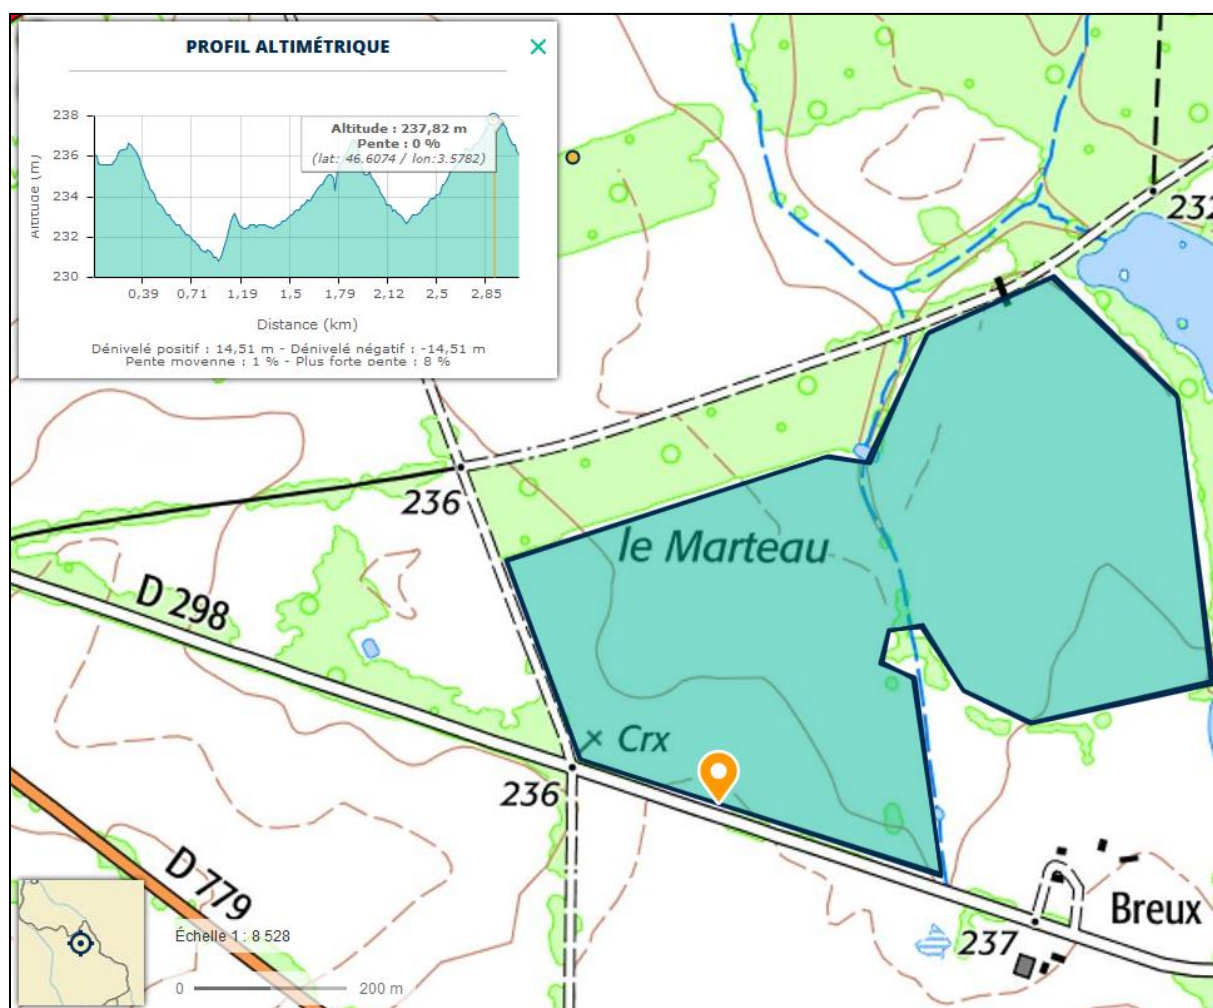 PROFIL ALTIMÉTRIQUE
238
236
234
232
230
Altitude (m)
Altitude : 237,82 m
Pente : 0 %
(lat: 46.6074 / lon:3.5782)
0,39 0,71 1,19 1,5 1,79 2,12 2,5 2,85
Distance (km)
Dénivelé positif : 14,51 m - Dénivelé négatif : -14,51 m
Pente moyenne : 1 % - Plus forte pente : 8 %
232
236
le Marteau
D 298
Crx
236
D 779
Breux
237
Échelle 1 : 8 528
0 200 m